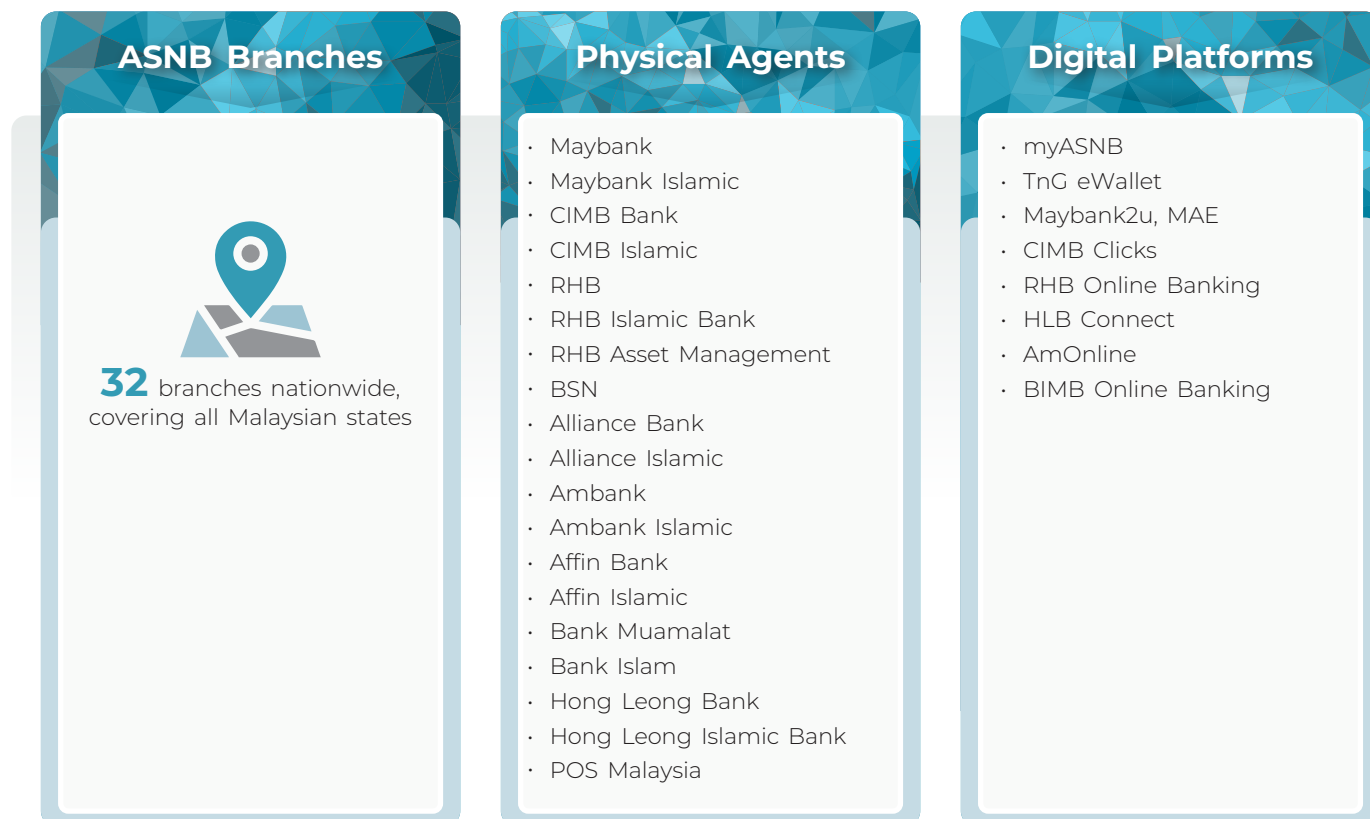 ASNB Branches
32 branches nationwide,
covering all Malaysian states
Physical Agents
· Maybank
· Maybank Islamic
· CIMB Bank
· CIMB Islamic
· RHB
· RHB Islamic Bank
· RHB Asset Management
· BSN
· Alliance Bank
· Alliance Islamic
· Ambank
· Ambank Islamic
· Affin Bank
· Affin Islamic
· Bank Muamalat
· Bank Islam
· Hong Leong Bank
· Hong Leong Islamic Bank
· POS Malaysia
Digital Platforms
· myASNB
· TnG eWallet
· Maybank2u, MAE
· CIMB Clicks
· RHB Online Banking
· HLB Connect
· AmOnline
· BIMB Online Banking